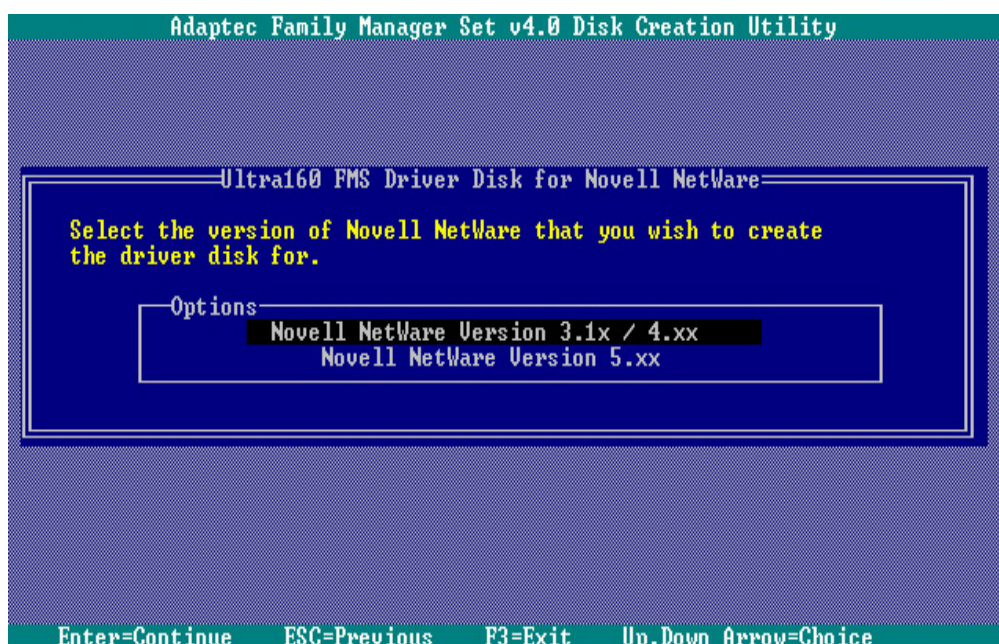 Adaptec Family Manager Set v4.0 Disk Creation Utility
Ultra160 FMS Driver Disk for Novell NetWare
Select the version of Novell NetWare that you wish to create
the driver disk for.
Options
Novell NetWare Version 3.1x / 4.xx
Novell NetWare Version 5.xx
Enter=Continue ESC=Previous F3=Exit Up,Down Arrow=Choice